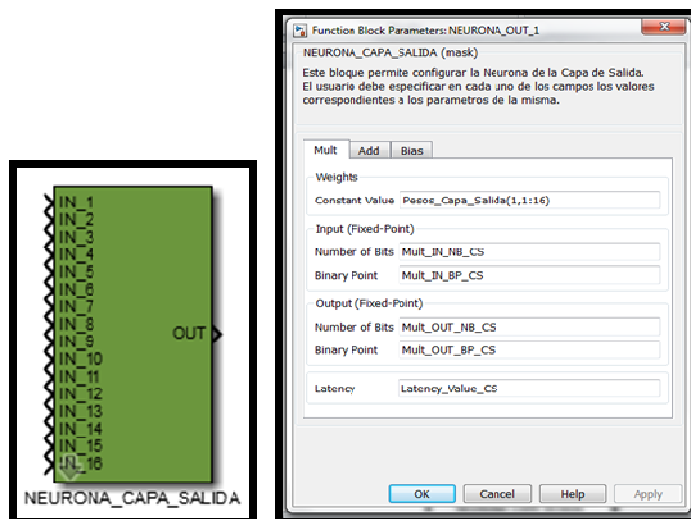 IN_1
IN_2
IN_3
IN_4
IN_5
IN_6
IN_7
IN_8
IN_9
IN_10
IN_11
IN_12
IN_13
IN_14
IN_15
IN_16
OUT
NEURONA_CAPA_SALIDA
Function Block Parameters: NEURONA_OUT_1
NEURONA_CAPA_SALIDA (mask)
Este bloque permite configurar la Neurona de la Capa de Salida.
El usuario debe especificar en cada uno de los campos los valores
correspondientes a los parametros de la misma.
Mult Add Bias
Weights
Constant Value Pesos_Capa_Salida(1,1:16)
Input (Fixed-Point)
Number of Bits Mult_IN_NB_CS
Binary Point Mult_IN_BP_CS
Output (Fixed-Point)
Number of Bits Mult_OUT_NB_CS
Binary Point Mult_OUT_BP_CS
Latency Latency_Value_CS
OK Cancel Help Apply